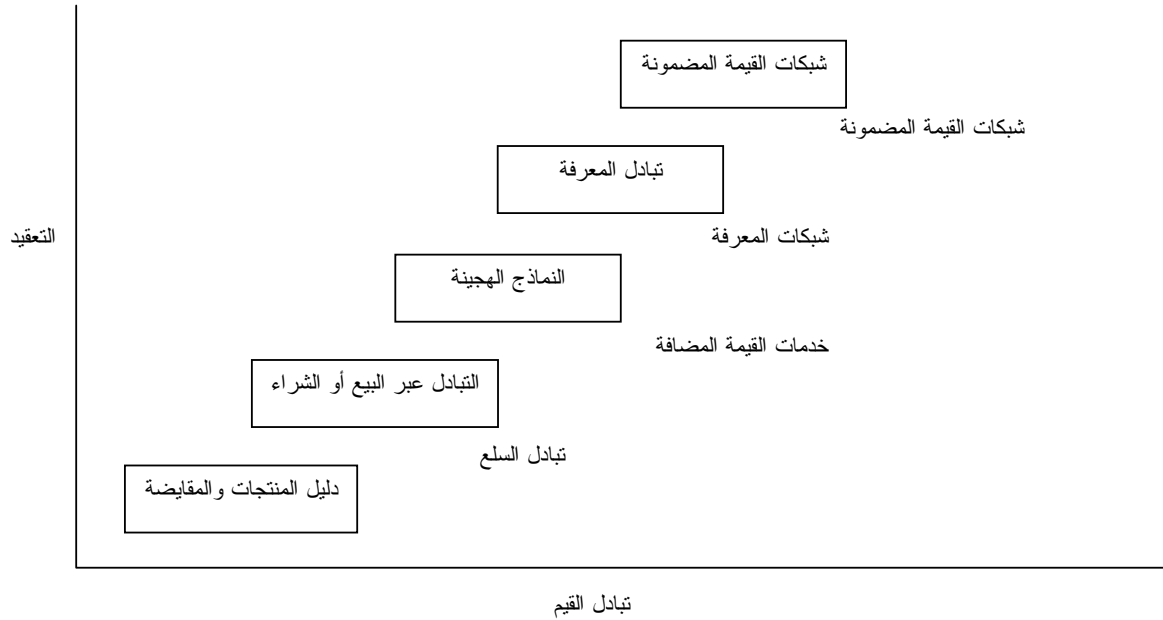 شبكات القيمة المضمونة
شبكات القيمة المضمونة
تبادل المعرفة
شبكات المعرفة
التعقيد
النماذج الهجينة
خدمات القيمة المضافة
التبادل عبر البيع أو الشراء
تبادل السلع
دليل المنتجات والمقايضة
تبادل القيم